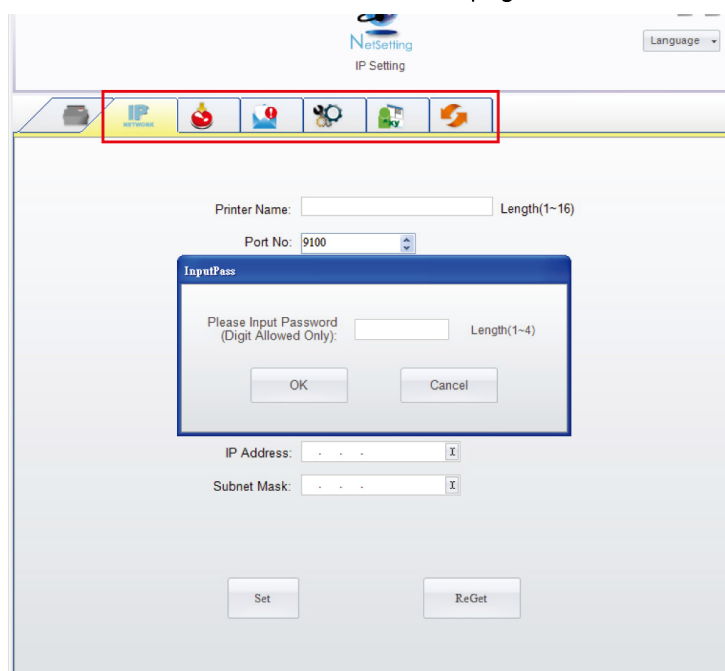 NetSetting
Language
IP Setting
IP
NETWORK
Printer Name:
Length(1~16)
Port No: 9100
InputPass
Please Input Password
(Digit Allowed Only):
Length(1~4)
OK
Cancel
IP Address: . . .
Subnet Mask: . . .
Set
ReGet